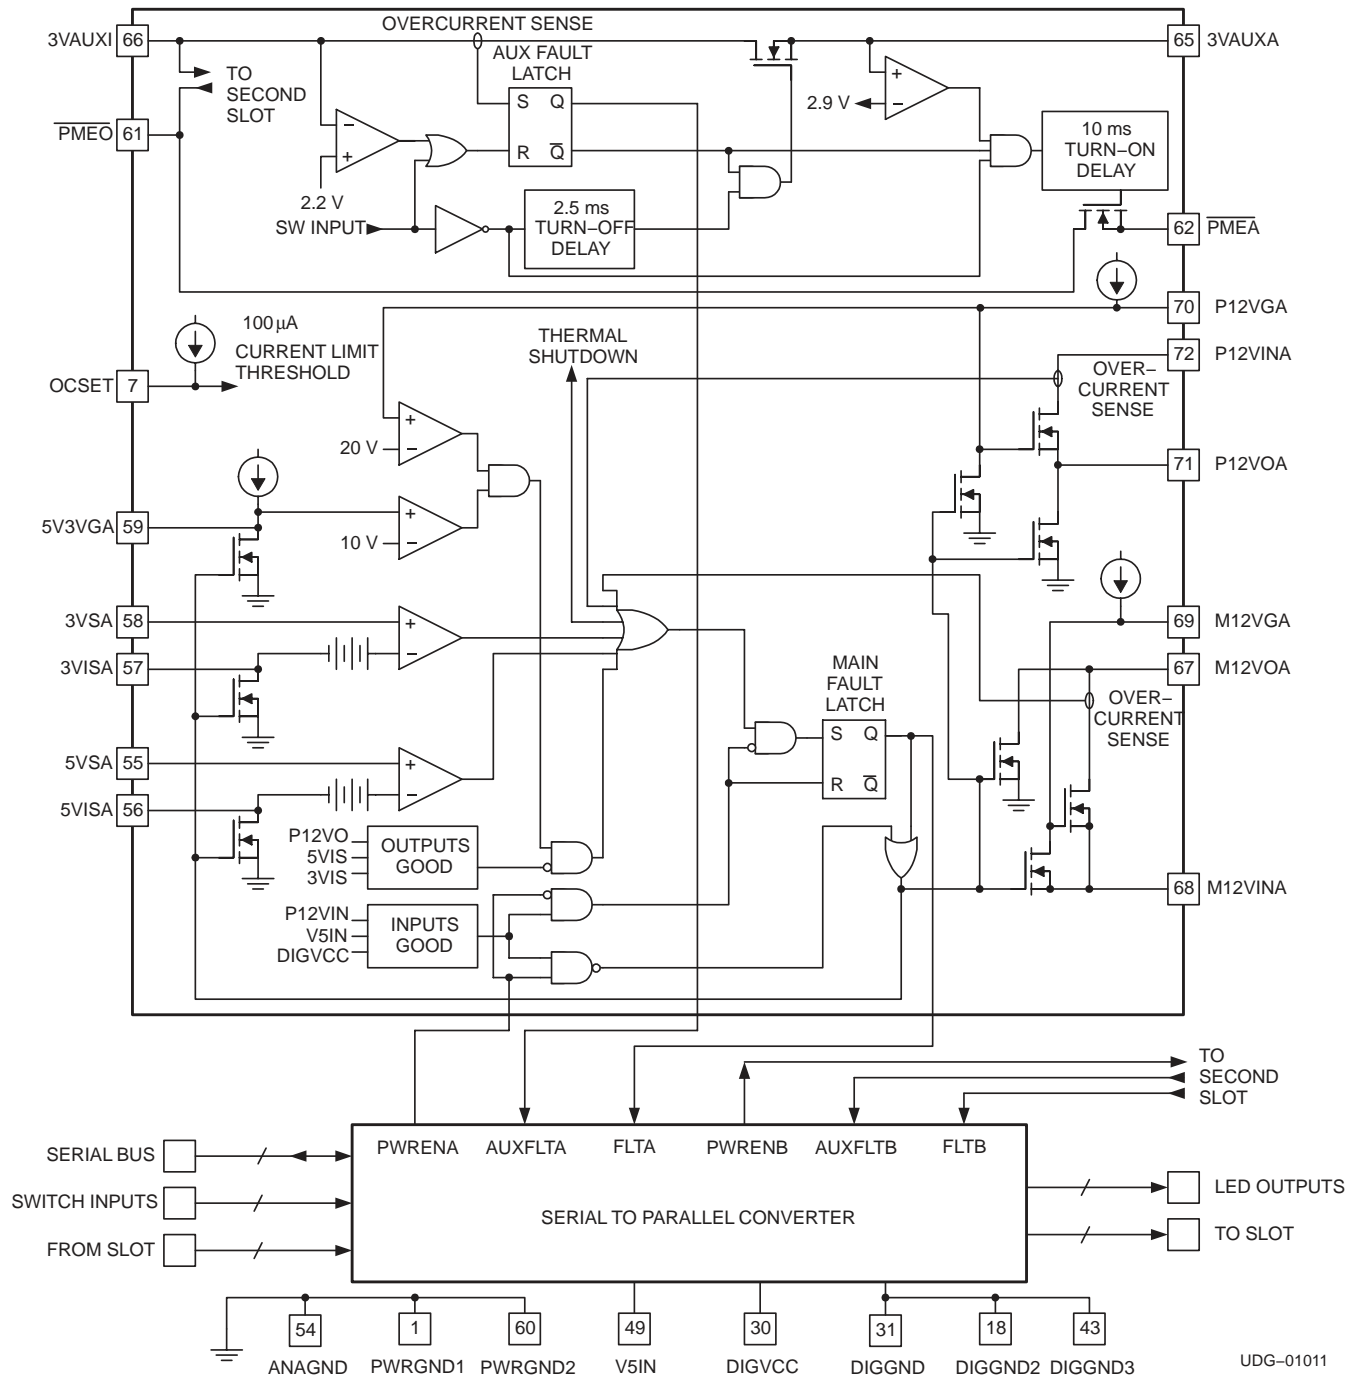 OVERCURRENT SENSE
3VAUXI 66
65 3VAUXA
TO
SECOND
SLOT
AUX FAULT
LATCH
S Q
R Q̅
+
−
2.9 V
P̅M̅E̅O̅ 61
−
+
2.2 V
10 ms
TURN−ON
DELAY
SW INPUT
2.5 ms
TURN−OFF
DELAY
62 P̅M̅E̅A̅
70 P12VGA
100 µA
CURRENT LIMIT
THRESHOLD
OCSET 7
THERMAL
SHUTDOWN
72 P12VINA
OVER−
CURRENT
SENSE
+
−
20 V
71 P12VOA
5V3VGA 59
+
−
10 V
3VSA 58
+
−
3VISA 57
69 M12VGA
67 M12VOA
MAIN
FAULT
LATCH
OVER−
CURRENT
SENSE
S Q
R Q̅
5VSA 55
+
−
5VISA 56
P12VO
5VIS
3VIS
OUTPUTS
GOOD
P12VIN
V5IN
DIGVCC
INPUTS
GOOD
68 M12VINA
TO
SECOND
SLOT
PWRENA AUXFLTA FLTA PWRENB AUXFLTB FLTB
SERIAL BUS
SWITCH INPUTS
FROM SLOT
SERIAL TO PARALLEL CONVERTER
LED OUTPUTS
TO SLOT
54 1 60 49 30 31 18 43
ANAGND PWRGND1 PWRGND2 V5IN DIGVCC DIGGND DIGGND2 DIGGND3
UDG−01011